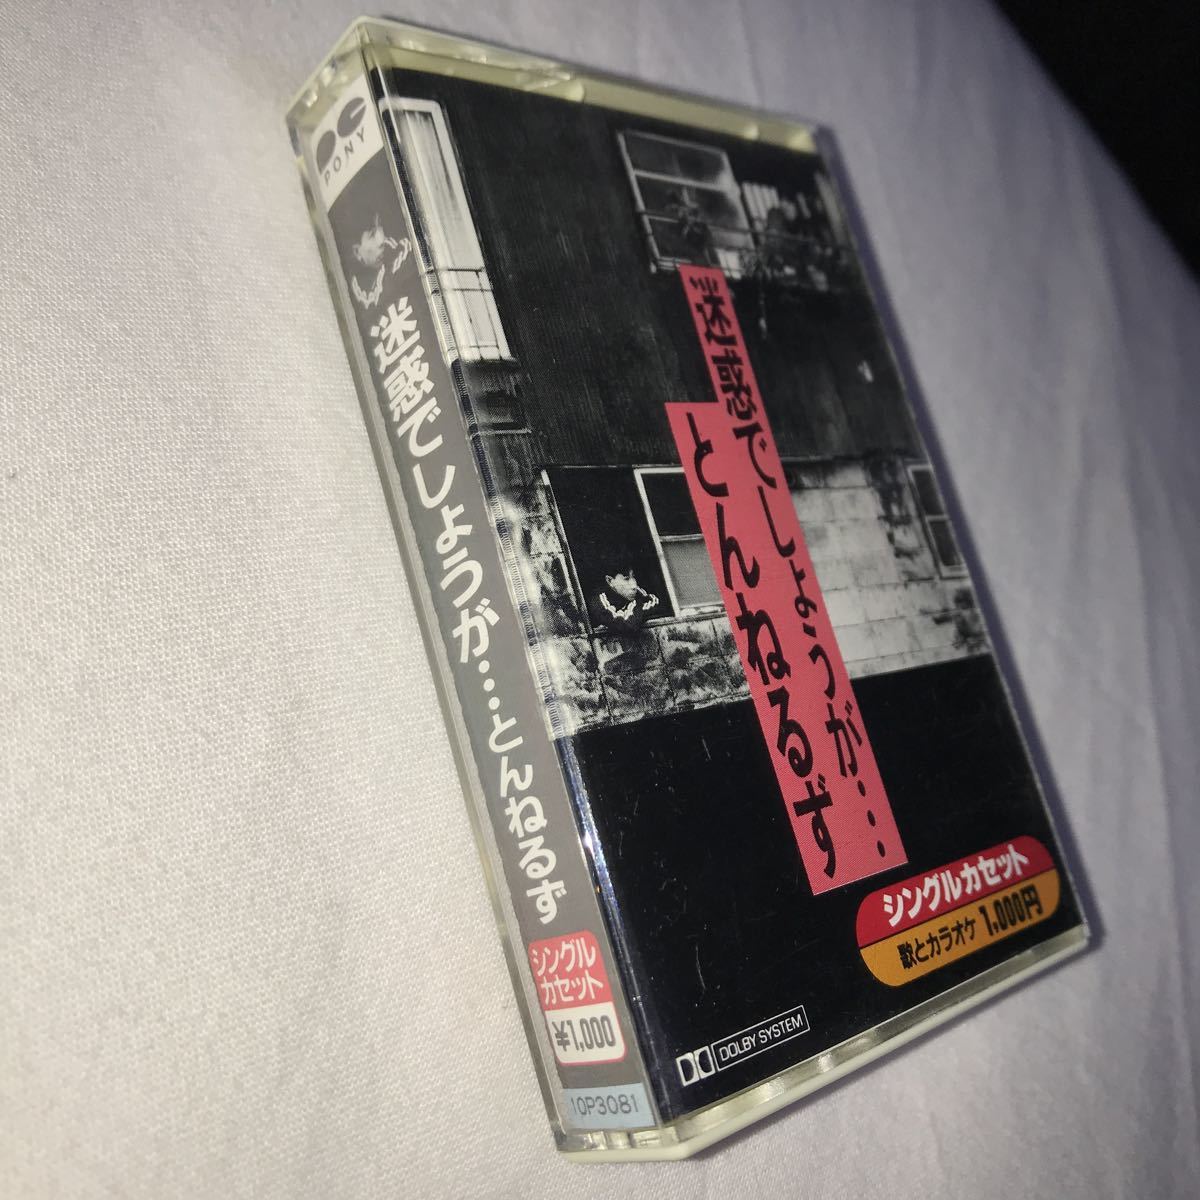 PC
PONY
迷惑でしょうが…とんねるず
シングル
カセット
¥1,000
10P3081
迷惑でしょうが…
とんねるず
シングルカセット
歌とカラオケ 1,000円
DOLBY SYSTEM